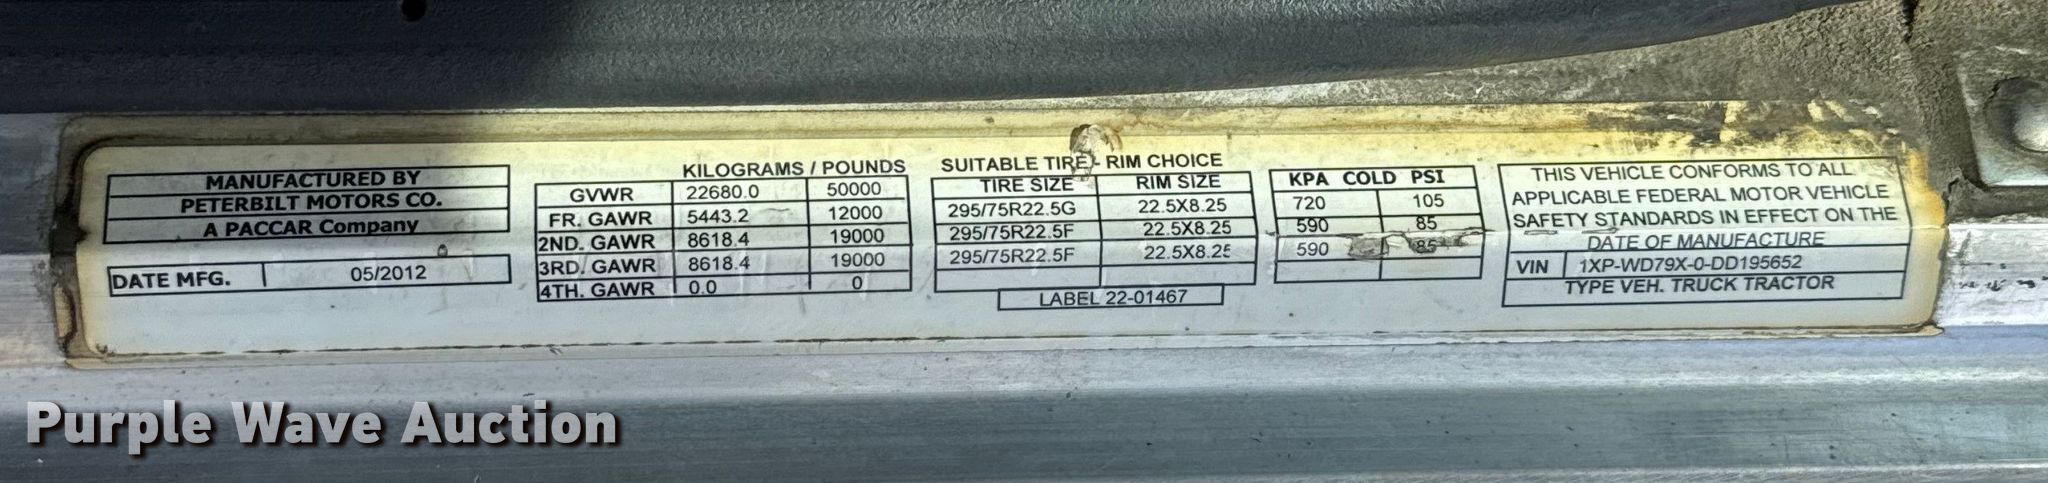 MANUFACTURED BY
PETERBILT MOTORS CO.
A PACCAR Company
DATE MFG. 05/2012
KILOGRAMS / POUNDS
GVWR 22680.0 50000
FR. GAWR 5443.2 12000
2ND. GAWR 8618.4 19000
3RD. GAWR 8618.4 19000
4TH. GAWR 0.0 0
SUITABLE TIRE - RIM CHOICE
TIRE SIZE RIM SIZE
295/75R22.5G 22.5X8.25
295/75R22.5F 22.5X8.25
295/75R22.5F 22.5X8.25
LABEL 22-01467
KPA COLD PSI
720 105
590 85
590 85
THIS VEHICLE CONFORMS TO ALL
APPLICABLE FEDERAL MOTOR VEHICLE
SAFETY STANDARDS IN EFFECT ON THE
DATE OF MANUFACTURE
VIN 1XP-WD79X-0-DD195652
TYPE VEH. TRUCK TRACTOR
Purple Wave Auction